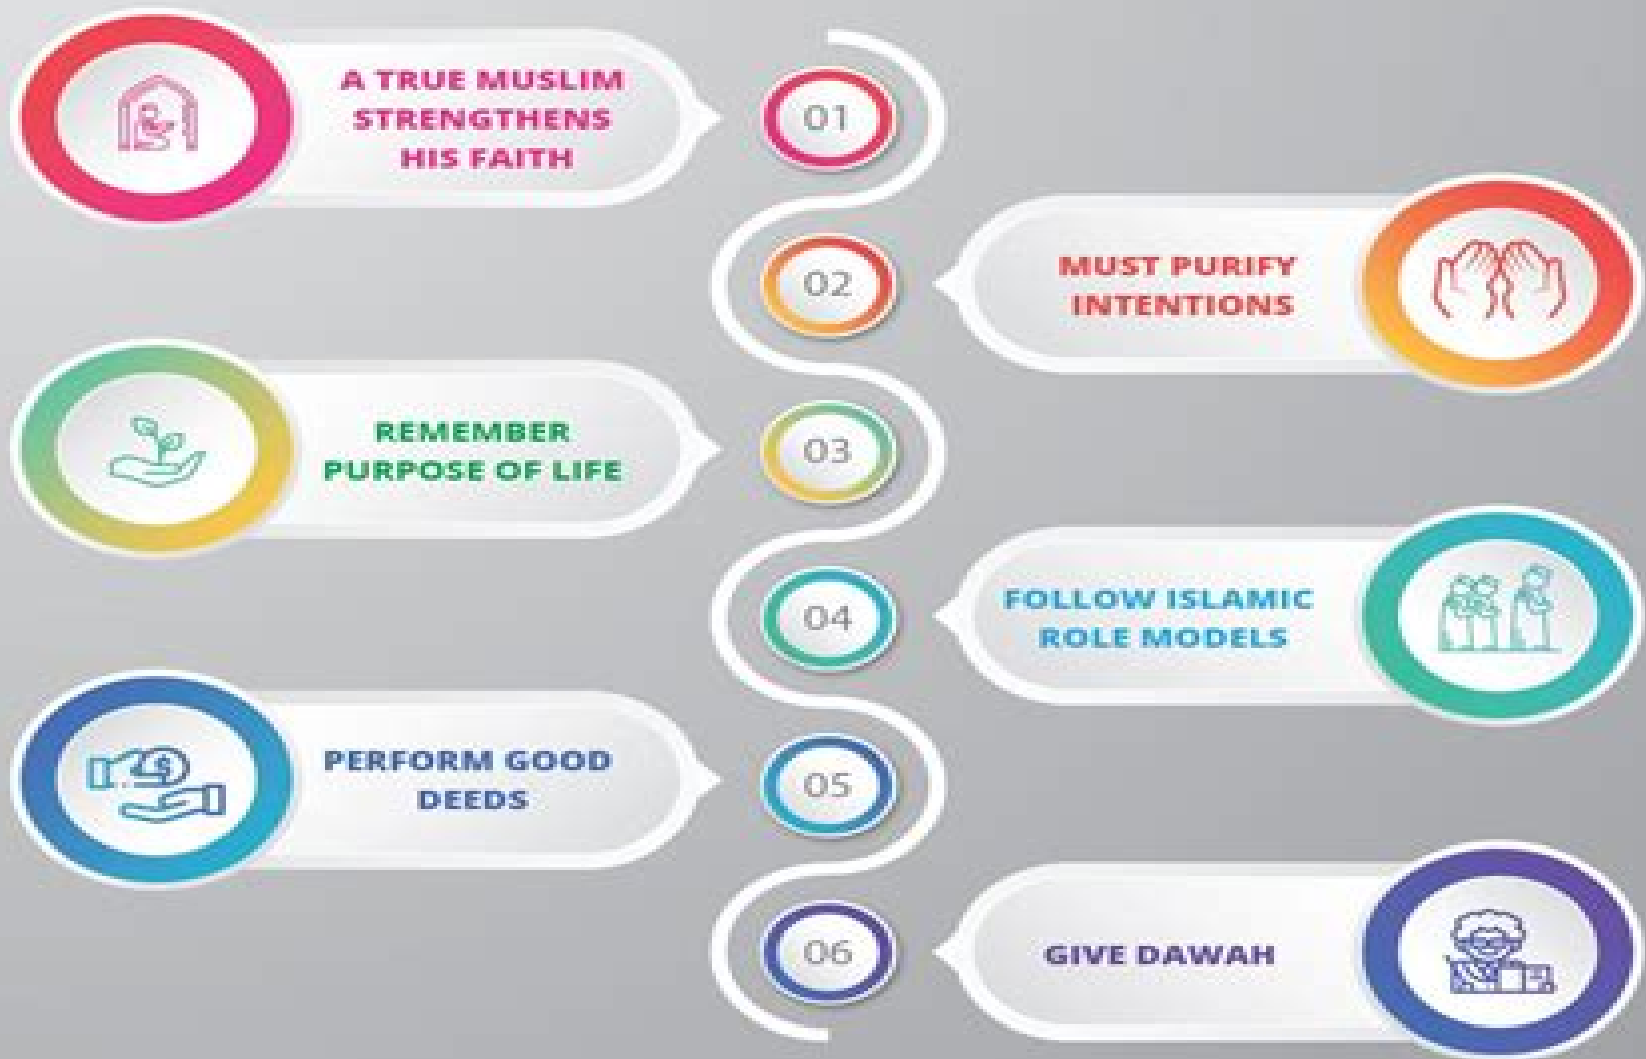 A TRUE MUSLIM
STRENGTHENS
HIS FAITH
01
02
MUST PURIFY
INTENTIONS
REMEMBER
PURPOSE OF LIFE
03
04
FOLLOW ISLAMIC
ROLE MODELS
$
PERFORM GOOD
DEEDS
05
06
GIVE DAWAH